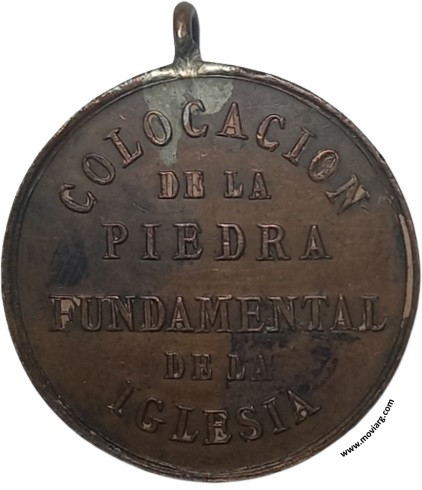 COLOCACION
DE LA
PIEDRA
FUNDAMENTAL
DE LA
IGLESIA
www.moviarg.com